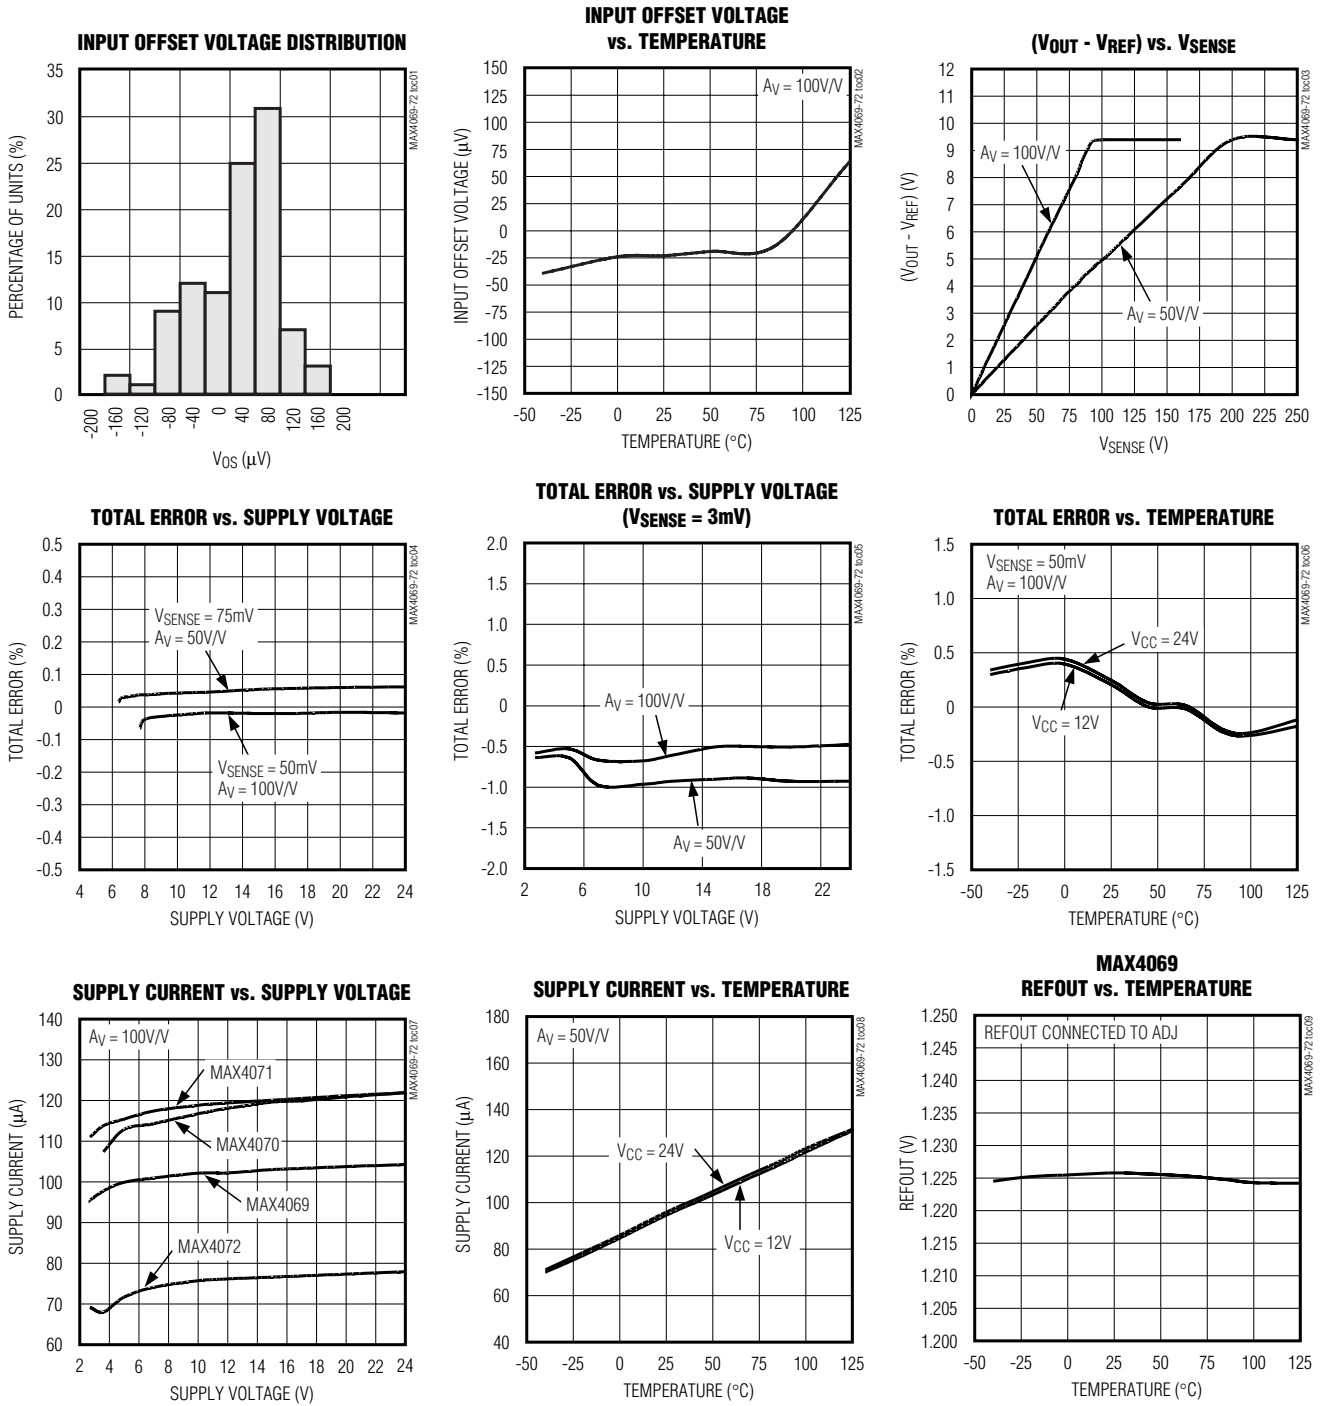 INPUT OFFSET VOLTAGE DISTRIBUTION
MAX4069-72 toc01
PERCENTAGE OF UNITS (%)
35
30
25
20
15
10
5
0
-200 -160 -120 -80 -40 0 40 80 120 160 200
VOS (μV)
INPUT OFFSET VOLTAGE
vs. TEMPERATURE
MAX4069-72 toc02
AV = 100V/V
INPUT OFFSET VOLTAGE (μV)
150
125
100
75
50
25
0
-25
-50
-75
-100
-125
-150
-50 -25 0 25 50 75 100 125
TEMPERATURE (°C)
(VOUT - VREF) vs. VSENSE
MAX4069-72 toc03
(VOUT - VREF) (V)
12
11
10
9
8
7
6
5
4
3
2
1
0
AV = 100V/V
AV = 50V/V
0 25 50 75 100 125 150 175 200 225 250
VSENSE (V)
TOTAL ERROR vs. SUPPLY VOLTAGE
MAX4069-72 toc04
TOTAL ERROR (%)
0.5
0.4
0.3
0.2
0.1
0
-0.1
-0.2
-0.3
-0.4
-0.5
VSENSE = 75mV
AV = 50V/V
VSENSE = 50mV
AV = 100V/V
4 6 8 10 12 14 16 18 20 22 24
SUPPLY VOLTAGE (V)
TOTAL ERROR vs. SUPPLY VOLTAGE
(VSENSE = 3mV)
MAX4069-72 toc05
TOTAL ERROR (%)
2.0
1.5
1.0
0.5
0
-0.5
-1.0
-1.5
-2.0
AV = 100V/V
AV = 50V/V
2 6 10 14 18 22
SUPPLY VOLTAGE (V)
TOTAL ERROR vs. TEMPERATURE
MAX4069-72 toc06
VSENSE = 50mV
AV = 100V/V
TOTAL ERROR (%)
1.5
1.0
0.5
0
-0.5
-1.0
-1.5
VCC = 24V
VCC = 12V
-50 -25 0 25 50 75 100 125
TEMPERATURE (°C)
SUPPLY CURRENT vs. SUPPLY VOLTAGE
MAX4069-72 toc07
AV = 100V/V
SUPPLY CURRENT (μA)
140
130
120
110
100
90
80
70
60
MAX4071
MAX4070
MAX4069
MAX4072
2 4 6 8 10 12 14 16 18 20 22 24
SUPPLY VOLTAGE (V)
SUPPLY CURRENT vs. TEMPERATURE
MAX4069-72 toc08
AV = 50V/V
SUPPLY CURRENT (μA)
180
160
140
120
100
80
60
40
VCC = 24V
VCC = 12V
-50 -25 0 25 50 75 100 125
TEMPERATURE (°C)
MAX4069
REFOUT vs. TEMPERATURE
MAX4069-72 toc09
REFOUT CONNECTED TO ADJ
REFOUT (V)
1.250
1.245
1.240
1.235
1.230
1.225
1.220
1.215
1.210
1.205
1.200
-50 -25 0 25 50 75 100 125
TEMPERATURE (°C)